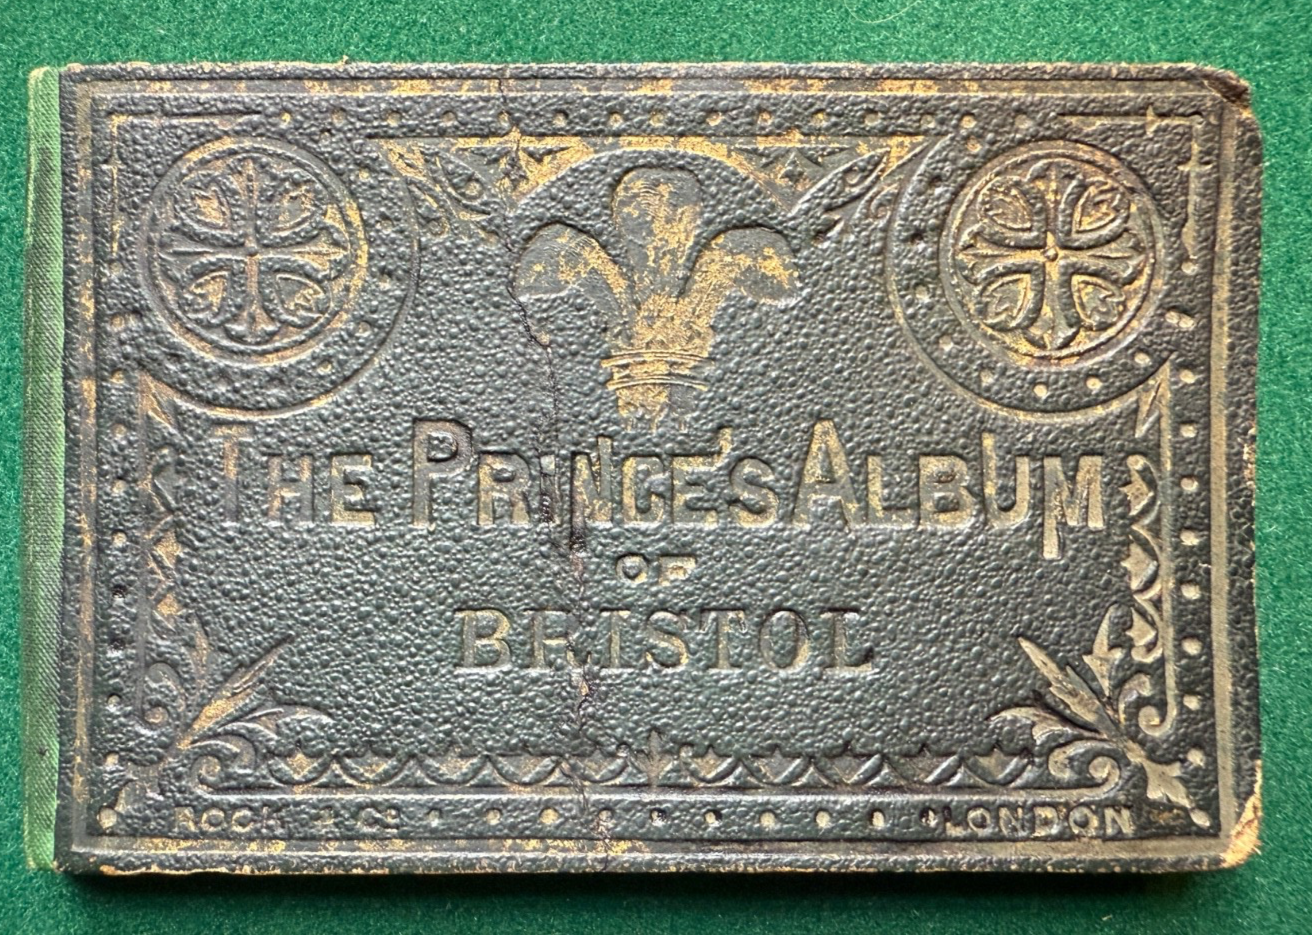 THE PRINCE'S ALBUM
OF
BRISTOL
ROCK & Co LONDON